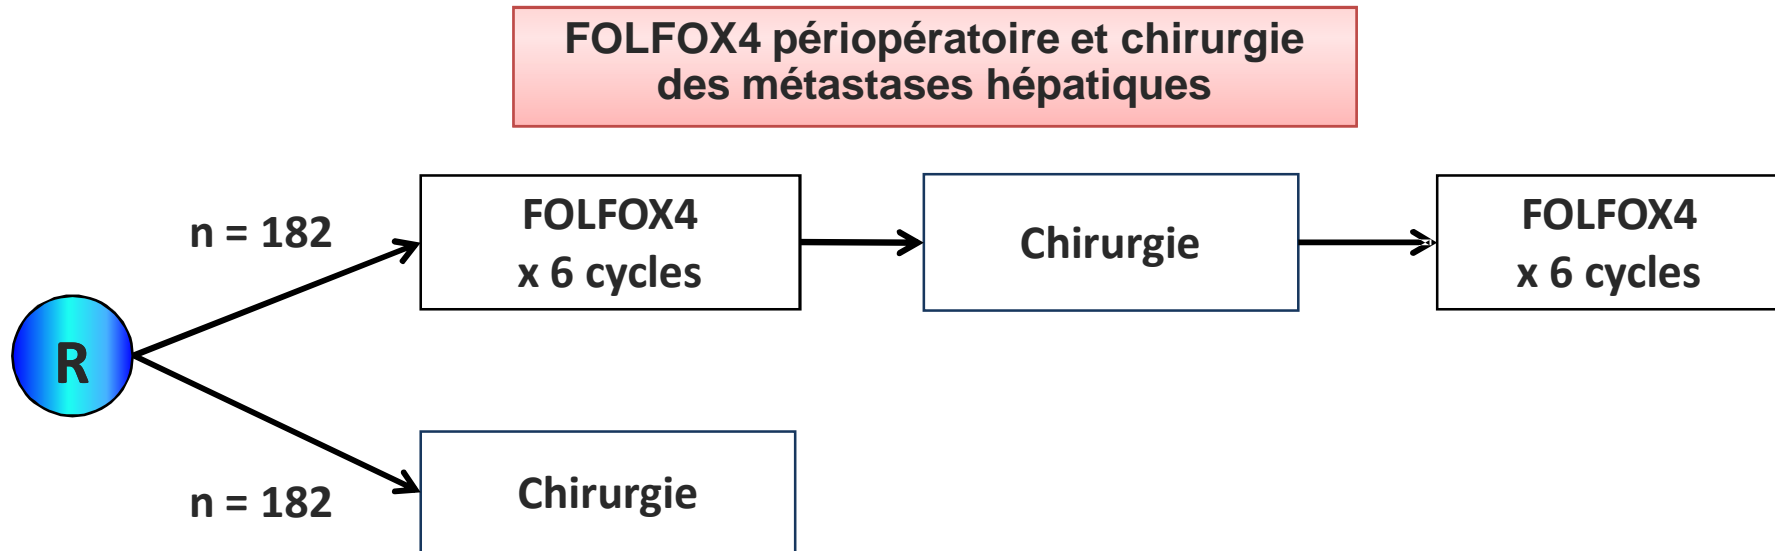 FOLFOX4 périopératoire et chirurgie
des métastases hépatiques
n = 182
FOLFOX4
x 6 cycles
Chirurgie
FOLFOX4
x 6 cycles
R
n = 182
Chirurgie